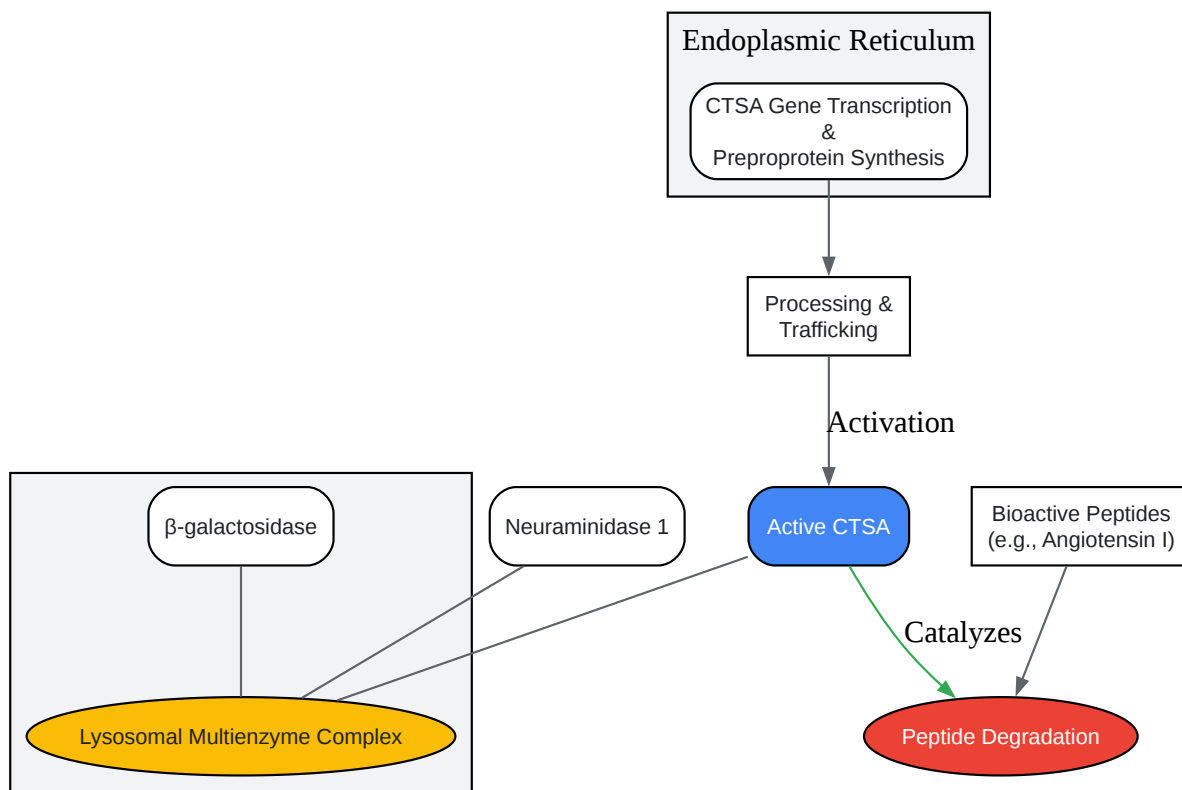 Endoplasmic Reticulum
CTSA Gene Transcription
&
Preproprotein Synthesis
Processing &
Trafficking
Activation
β-galactosidase
Neuraminidase 1
Active CTSA
Bioactive Peptides
(e.g., Angiotensin I)
Catalyzes
Lysosomal Multienzyme Complex
Peptide Degradation